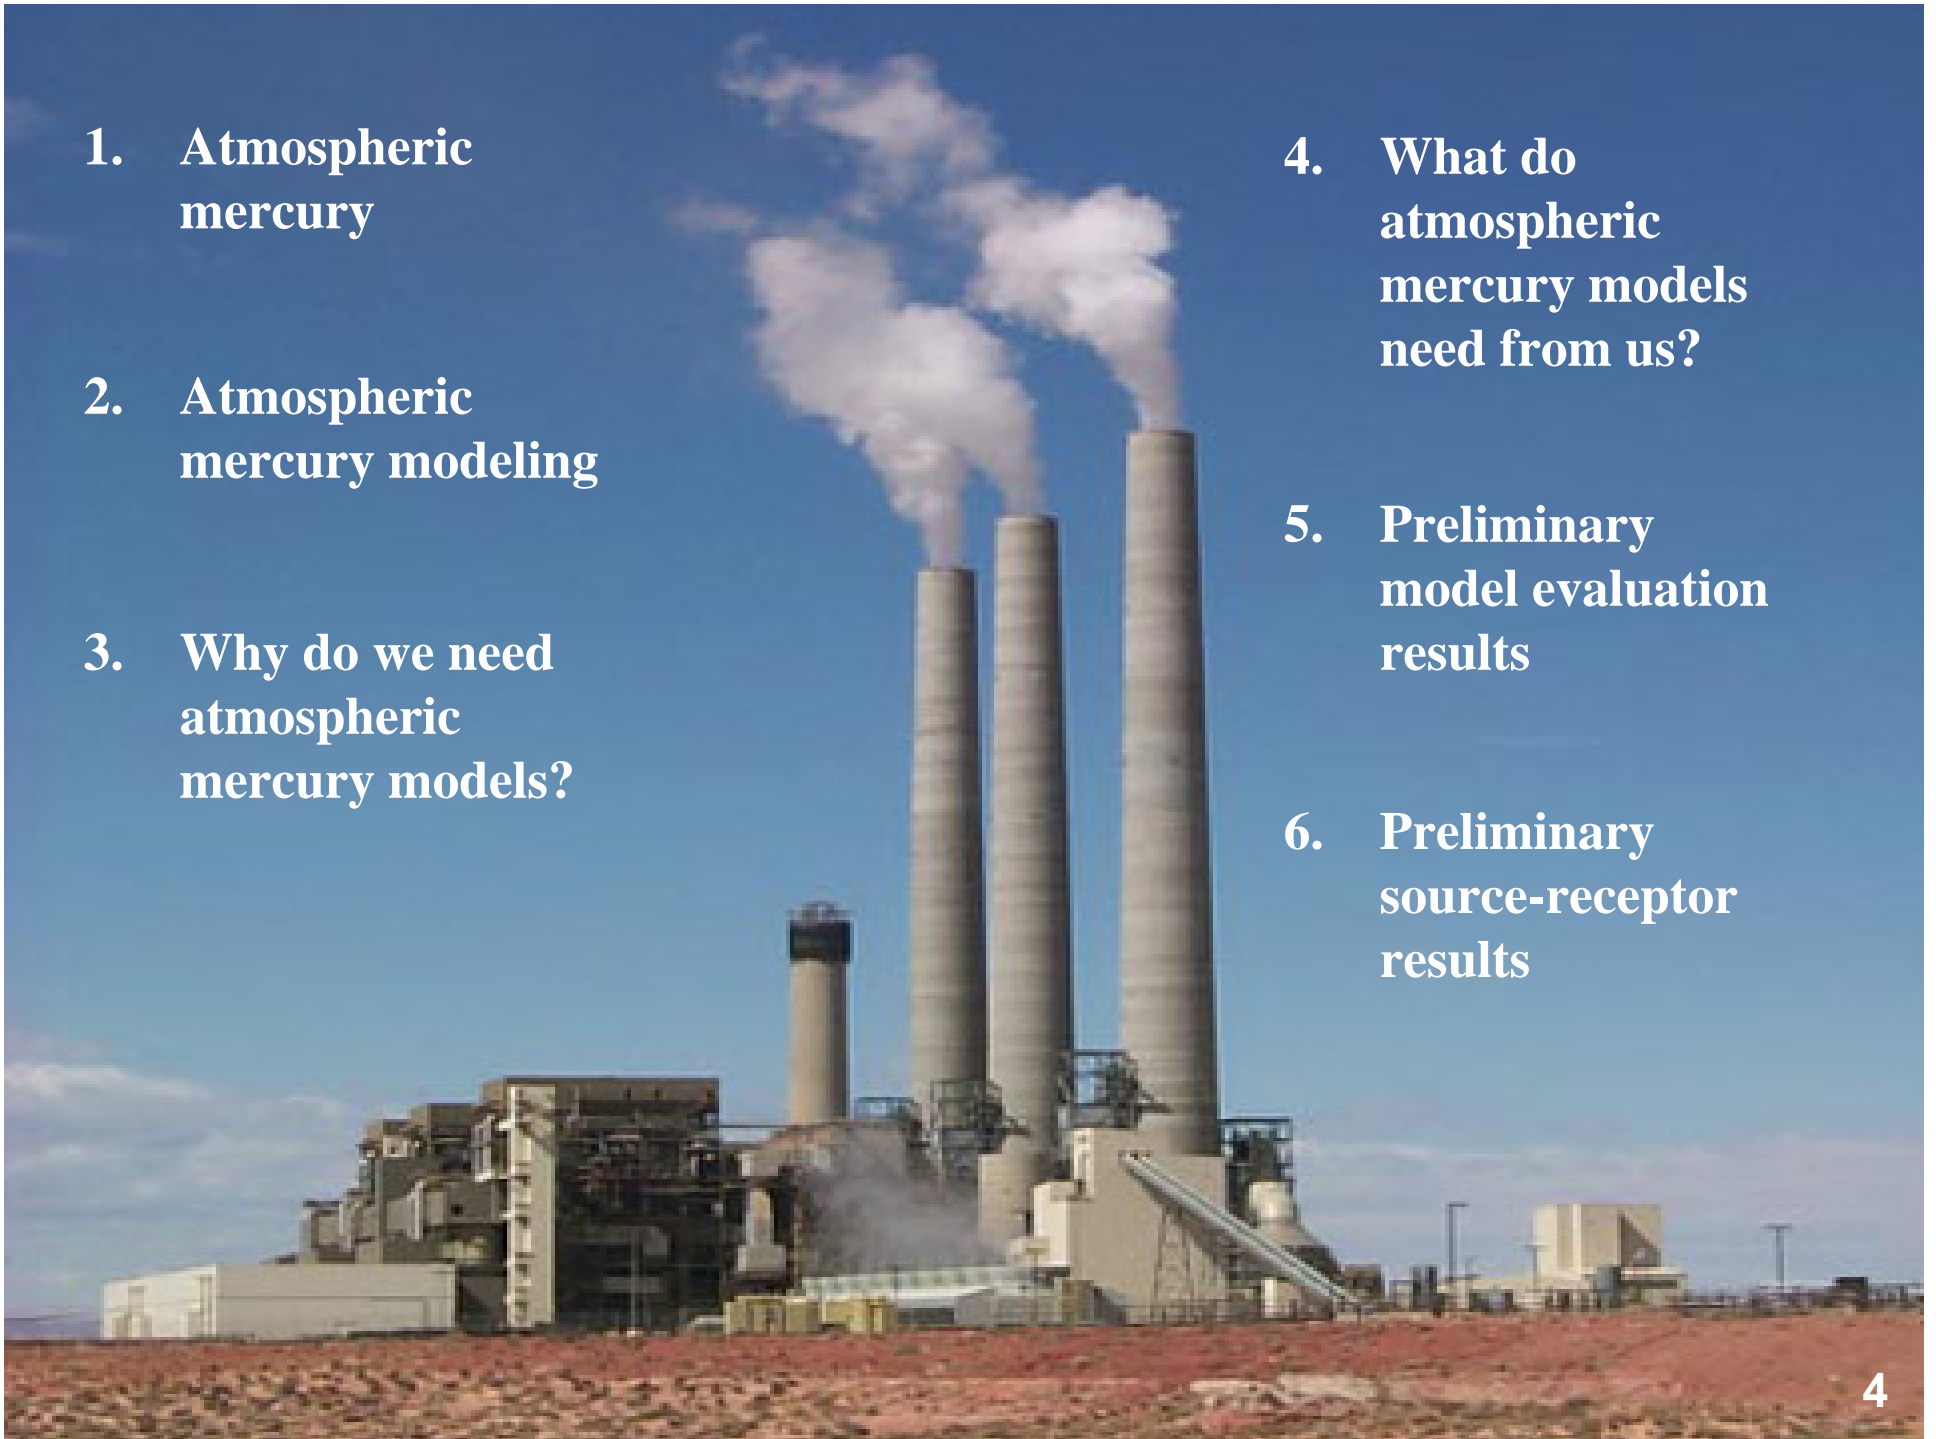 1. Atmospheric
mercury
2. Atmospheric
mercury modeling
3. Why do we need
atmospheric
mercury models?
4. What do
atmospheric
mercury models
need from us?
5. Preliminary
model evaluation
results
6. Preliminary
source-receptor
results
4